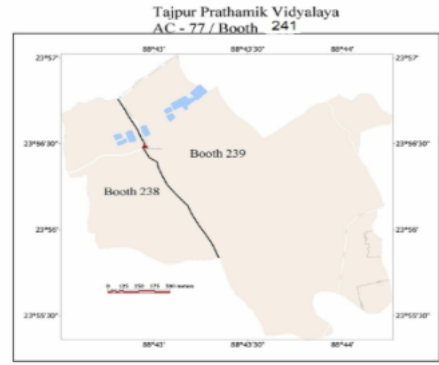 Tajpur Prathamik Vidyalaya
AC - 77 / Booth 241
88°43' 88°43'30" 88°44'
23°57' 23°57'
23°56'30" 23°56'30"
Booth 239
Booth 238
23°56' 23°56'
23°55'30" 23°55'30"
88°43' 88°43'30" 88°44'